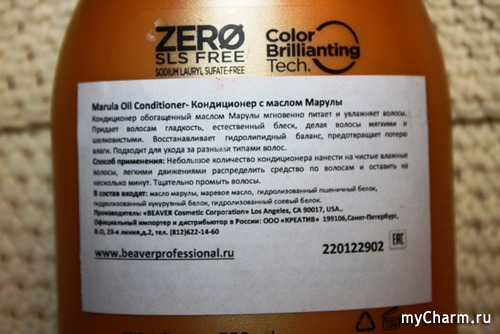 ZERØ
SLS FREE
SODIUM LAURYL SUFATE-FREE
Color
Brillianting
Tech.
Marula Oil Conditioner- Кондиционер с маслом Марулы
Кондиционер обогащенный маслом Марулы мгновенно питает и увлажняет волосы.
Придает волосам гладкость, естественный блеск, делая волосы мягкими и
шелковистыми. Восстанавливает гидролипидный баланс, предотвращает потерю
влаги. Подходит для ухода за разными типами волос.
Способ применения: Небольшое количество кондиционера нанести на чистые влажные
волосы, легкими движениями распределить средство по волосам и оставить на
несколько минут. Тщательно промыть волосы.
В состав входят: масло марулы, маревое масло, гидролизованный пшеничный белок,
гидролизованный кукурузный белок, гидролизованный соевый белок.
Производитель: «BEAVER Cosmetic Corporation» Los Angeles, CA 90017, USA..
Официальный импортер и дистрибьютор в России: ООО «КРЕАТИВ» 199106,Санкт-Петербург,
В.О, 23-я линия,д.2, тел: (812)622-14-60
www.beaverprofessional.ru
220122902
EAC
myCharm.ru